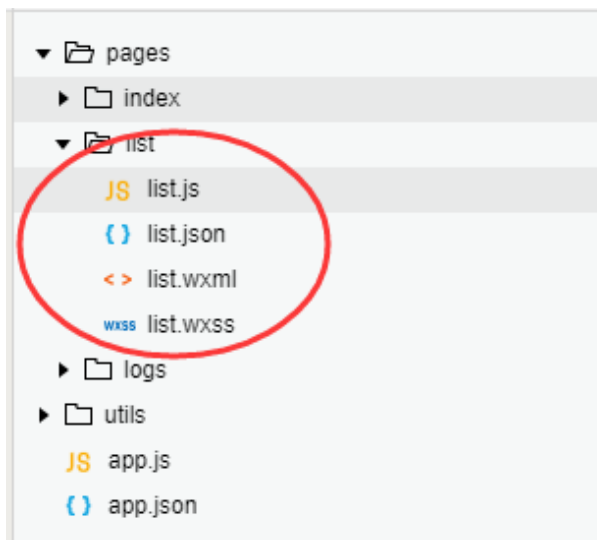 pages
index
list
JS list.js
{ } list.json
< > list.wxml
wxss list.wxss
logs
utils
JS app.js
{ } app.json